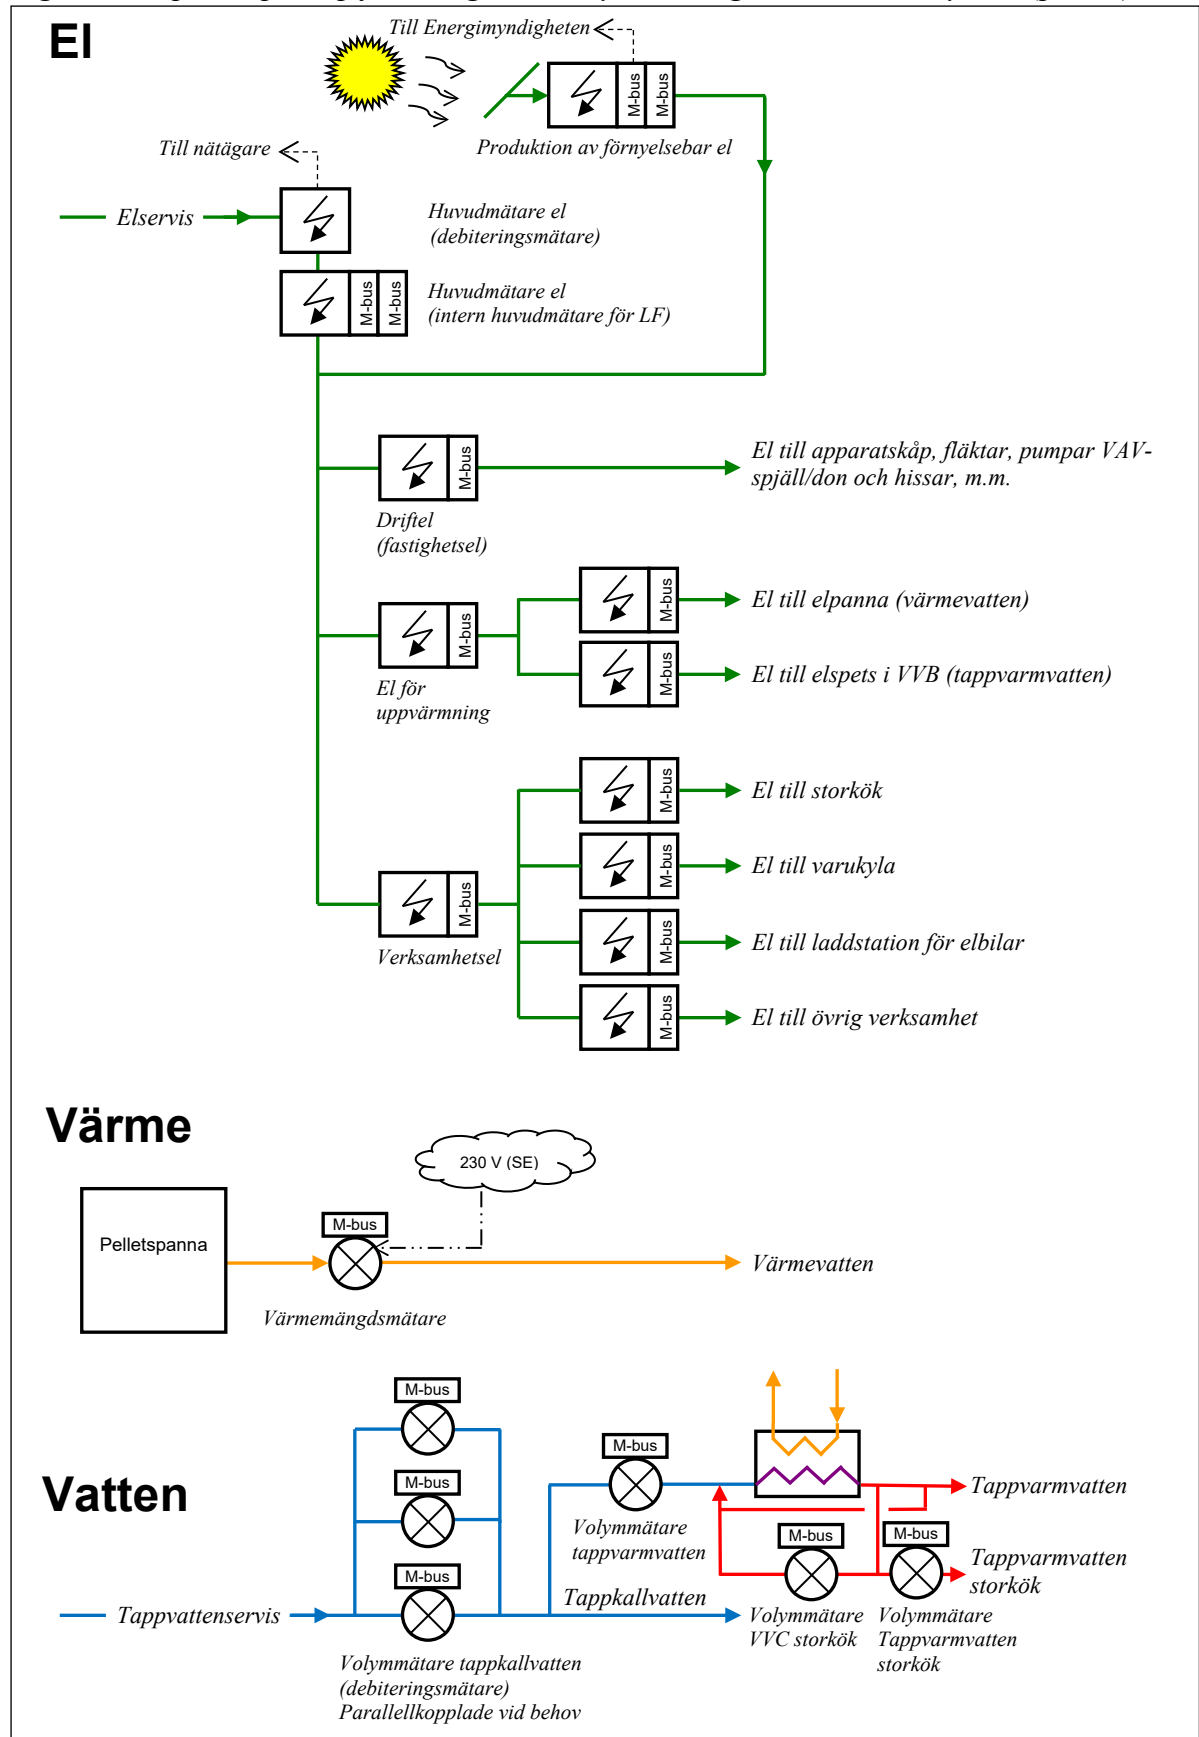 El
Till Energimyndigheten
M-bus
M-bus
Produktion av förnyelsebar el
Till nätägare
Elservis
Huvudmätare el
(debiteringsmätare)
M-bus
M-bus
Huvudmätare el
(intern huvudmätare för LF)
M-bus
El till apparatskåp, fläktar, pumpar VAV-
spjäll/don och hissar, m.m.
Driftel
(fastighetsel)
M-bus
El till elpanna (värmevatten)
M-bus
M-bus
El till elspets i VVB (tappvarmvatten)
El för
uppvärmning
M-bus
El till storkök
M-bus
El till varukyla
M-bus
Verksamhetsel
M-bus
El till laddstation för elbilar
M-bus
El till övrig verksamhet
Värme
230 V (SE)
Pelletspanna
M-bus
Värmevatten
Värmemängdsmätare
Vatten
M-bus
M-bus
M-bus
M-bus
Tappvarmvatten
Volymmätare
tappvarmvatten
M-bus
M-bus
Tappvarmvatten
storkök
Tappvattenservis
Tappkallvatten
Volymmätare
VVC storkök
Volymmätare
Tappvarmvatten
storkök
Volymmätare tappkallvatten
(debiteringsmätare)
Parallellkopplade vid behov